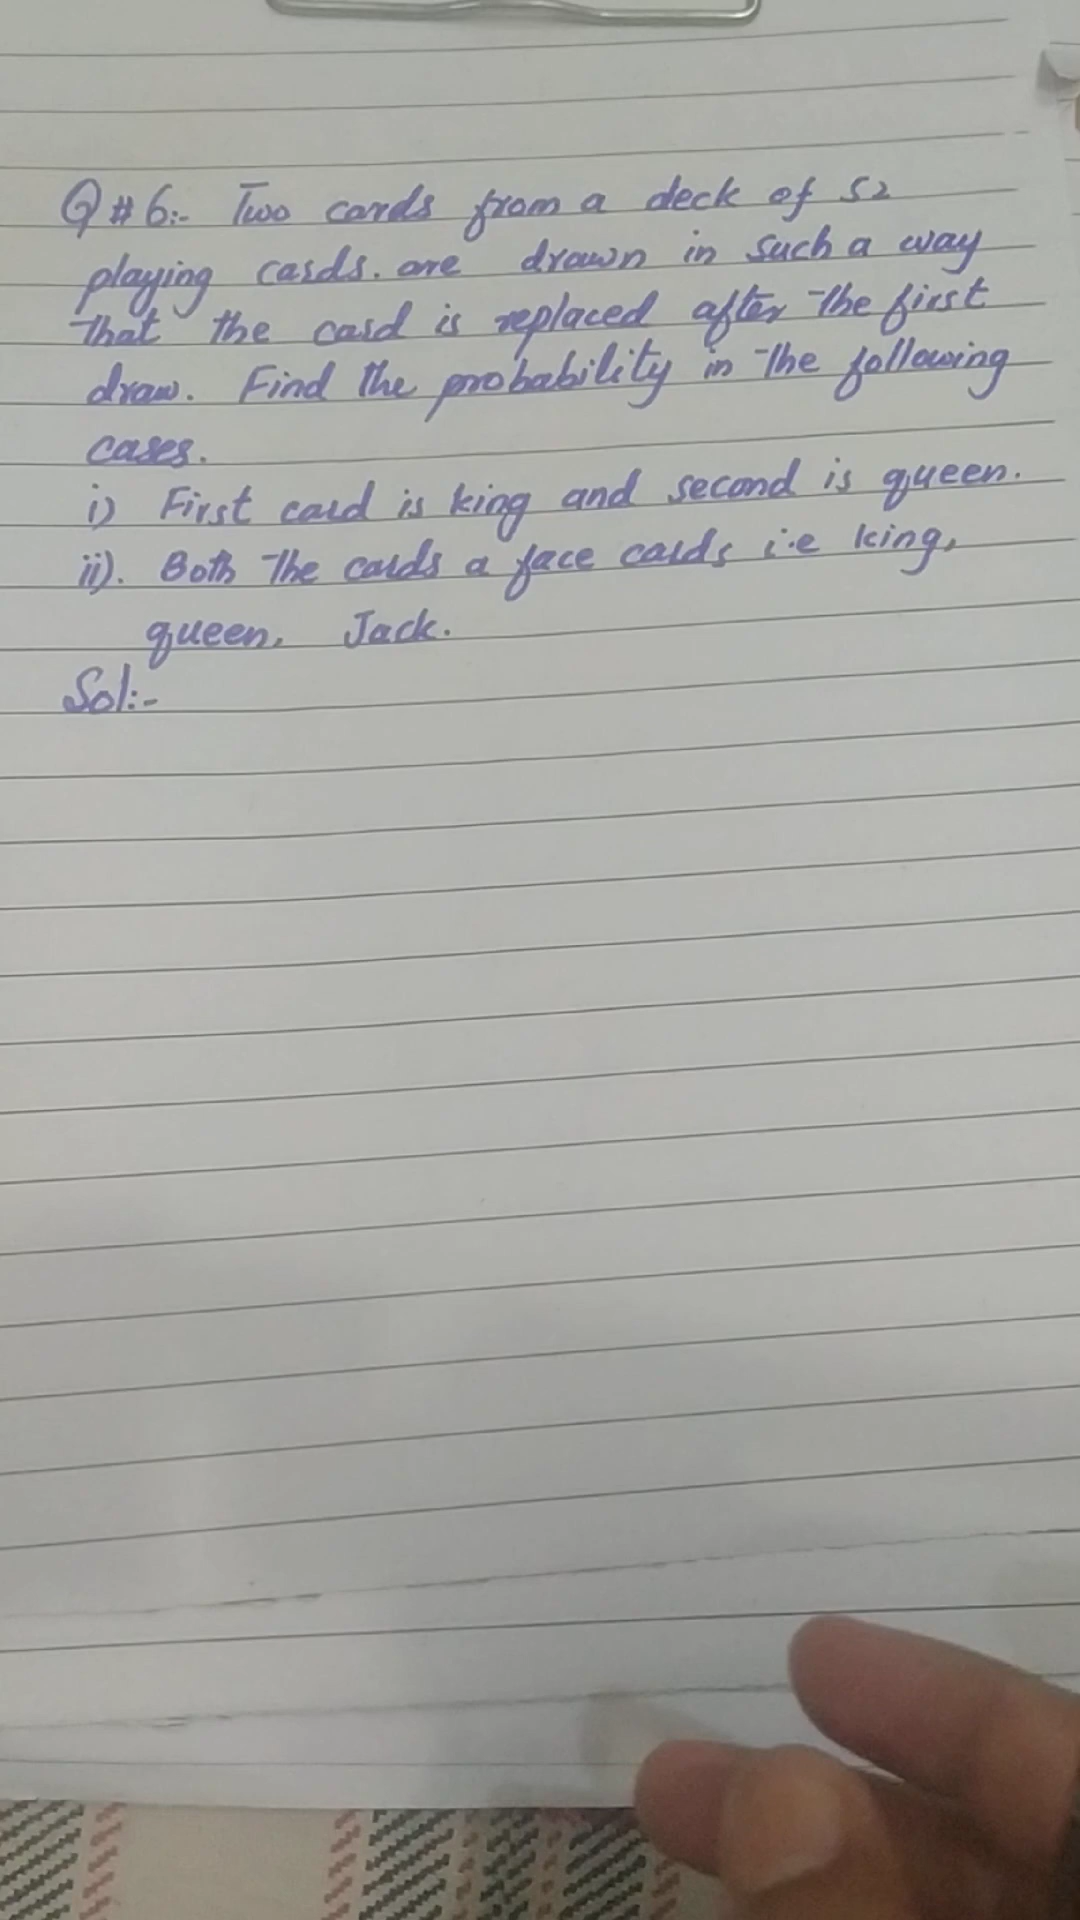 Q#6:- Two cards from a deck of 52
playing cards. are drawn in such a way
that the card is replaced after the first
draw. Find the probability in the following
cases.
i) First card is king and second is queen.
ii). Both the cards a face cards i.e king,
queen, Jack.
Sol:-